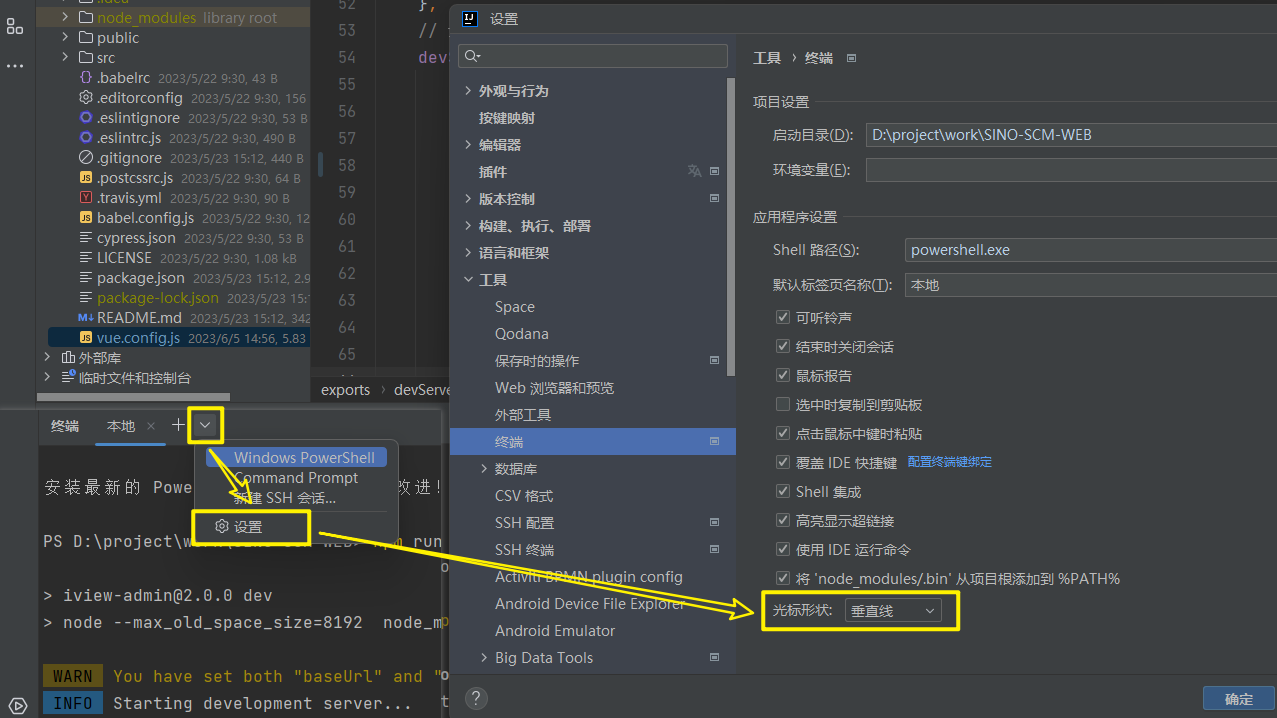 .idea
node_modules library root
public
src
.babelrc 2023/5/22 9:30, 43 B
.editorconfig 2023/5/22 9:30, 156
.eslintignore 2023/5/22 9:30, 53 B
.eslintrc.js 2023/5/22 9:30, 490 B
.gitignore 2023/5/23 15:12, 440 B
.postcssrc.js 2023/5/22 9:30, 64 B
.travis.yml 2023/5/22 9:30, 90 B
babel.config.js 2023/5/22 9:30, 12
cypress.json 2023/5/22 9:30, 53 B
LICENSE 2023/5/22 9:30, 1.08 kB
package.json 2023/5/23 15:12, 2.9
package-lock.json 2023/5/23 15:
README.md 2023/5/23 15:12, 342
vue.config.js 2023/6/5 14:56, 5.83
外部库
临时文件和控制台
52 },
53 //
54 dev
55
56
57
58
59
60
61
62
63
64
65
exports › devServe
终端 本地 × +
Windows PowerShell
Command Prompt
新建 SSH 会话...
设置
安装最新的 Powe 改进!
PS D:\project\w npm run
> iview-admin@2.0.0 dev
> node --max_old_space_size=8192 node_m
WARN You have set both "baseUrl" and "
INFO Starting development server...
设置
外观与行为
按键映射
编辑器
插件
版本控制
构建、执行、部署
语言和框架
工具
Space
Qodana
保存时的操作
Web 浏览器和预览
外部工具
终端
数据库
CSV 格式
SSH 配置
SSH 终端
Activiti BPMN plugin config
Android Device File Explorer
Android Emulator
Big Data Tools
?
工具 › 终端
项目设置
启动目录(D): D:\project\work\SINO-SCM-WEB
环境变量(E):
应用程序设置
Shell 路径(S): powershell.exe
默认标签页名称(T): 本地
可听铃声
结束时关闭会话
鼠标报告
选中时复制到剪贴板
点击鼠标中键时粘贴
覆盖 IDE 快捷键 配置终端键绑定
Shell 集成
高亮显示超链接
使用 IDE 运行命令
将 'node_modules/.bin' 从项目根添加到 %PATH%
光标形状: 垂直线
确定